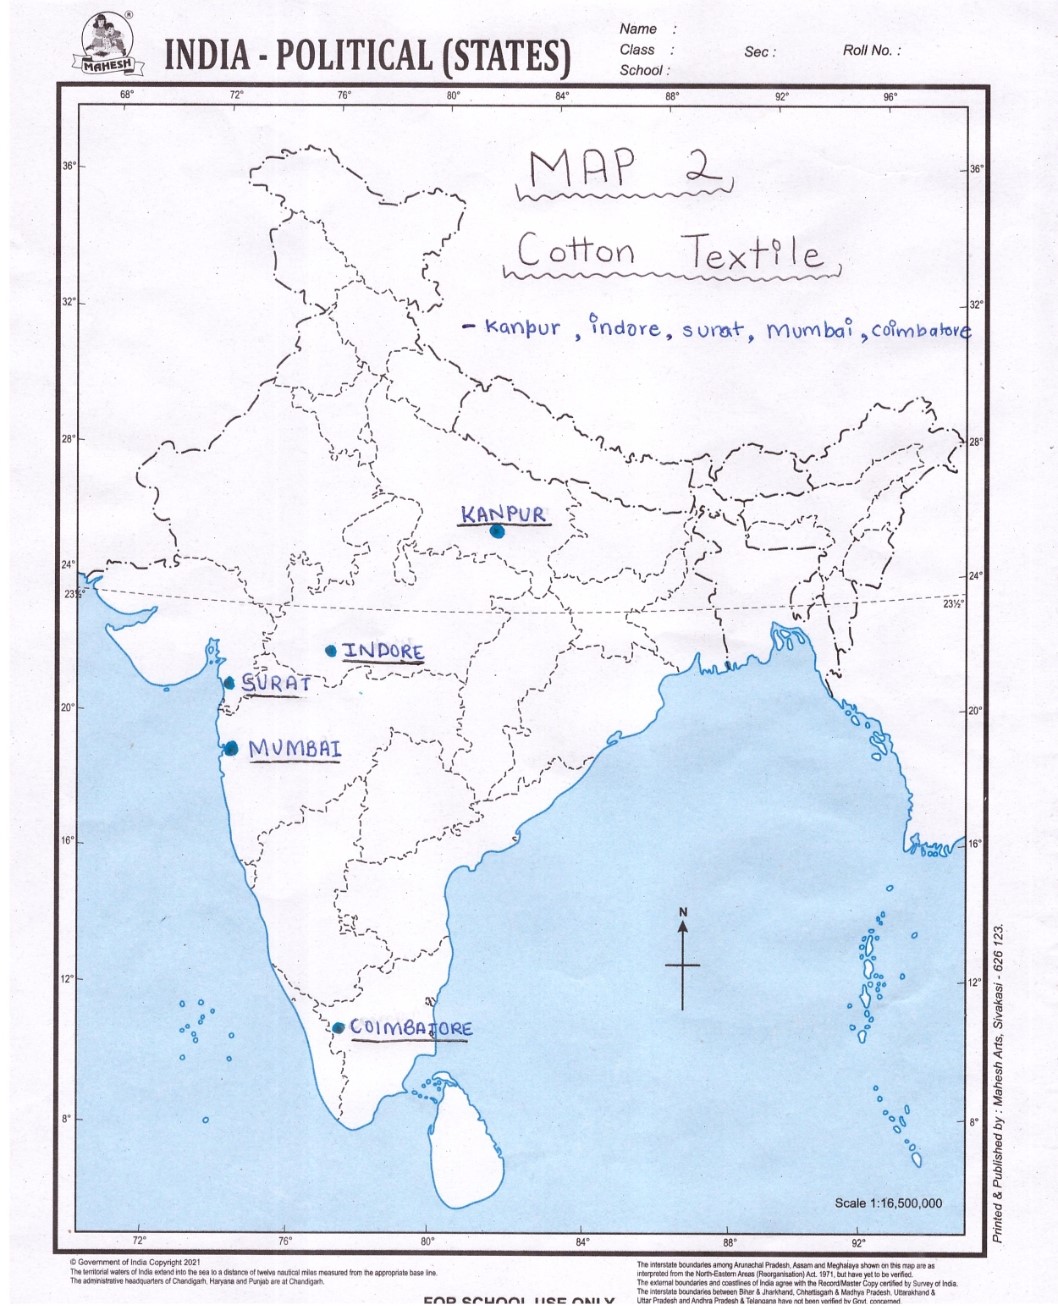 MAHESH ®
INDIA - POLITICAL (STATES)
Name :
Class : Sec : Roll No. :
School :
68° 72° 76° 80° 84° 88° 92° 96°
MAP 2
36° 36°
Cotton Textile
32° 32°
- Kanpur , indore, surat, mumbai , coimbatore
28° 28°
KANPUR
24° 24°
23½° 23½°
INDORE
SURAT
20° 20°
MUMBAI
16° 16°
N
12° 12°
COIMBATORE
8° 8°
Scale 1:16,500,000
72° 76° 80° 84° 88° 92°
Printed & Published by : Mahesh Arts, Sivakasi - 626 123.
© Government of India Copyright 2021
The territorial waters of India extend into the sea to a distance of twelve nautical miles measured from the appropriate base line.
The administrative headquarters of Chandigarh, Haryana and Punjab are at Chandigarh.
The interstate boundaries among Arunachal Pradesh, Assam and Meghalaya shown on this map are as
interpreted from the North-Eastern Areas (Reorganisation) Act. 1971, but have yet to be verified.
The external boundaries and coastlines of India agree with the Record/Master Copy certified by Survey of India.
The interstate boundaries between Bihar & Jharkhand, Chhattisgarh & Madhya Pradesh, Uttarakhand &
Uttar Pradesh and Andhra Pradesh & Telangana have not been verified by Govt. concerned.
FOR SCHOOL USE ONLY